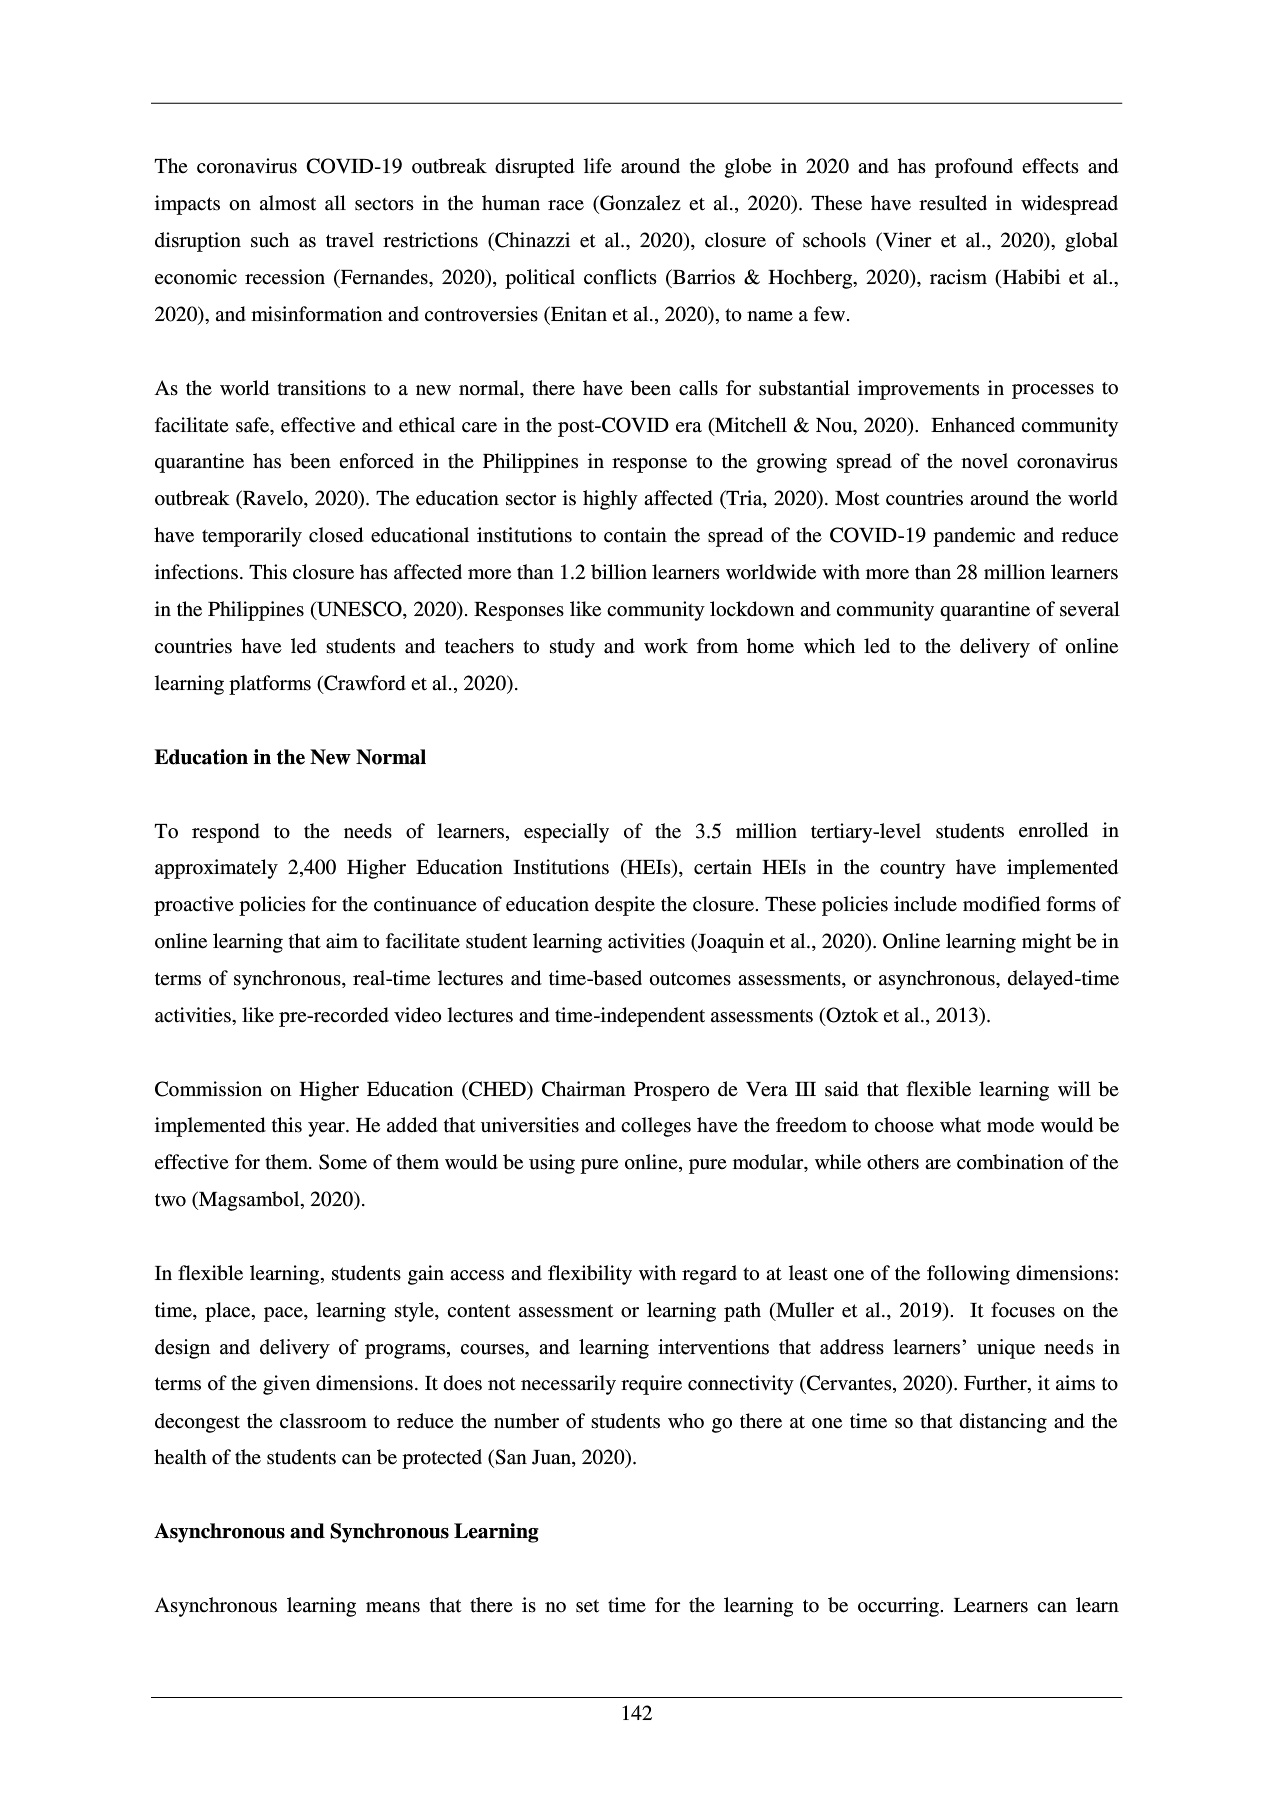 The coronavirus COVID-19 outbreak disrupted life around the globe in 2020 and has profound effects and
impacts on almost all sectors in the human race (Gonzalez et al., 2020). These have resulted in widespread
disruption such as travel restrictions (Chinazzi et al., 2020), closure of schools (Viner et al., 2020), global
economic recession (Fernandes, 2020), political conflicts (Barrios & Hochberg, 2020), racism (Habibi et al.,
2020), and misinformation and controversies (Enitan et al., 2020), to name a few.
As the world transitions to a new normal, there have been calls for substantial improvements in processes to
facilitate safe, effective and ethical care in the post-COVID era (Mitchell & Nou, 2020).  Enhanced community
quarantine has been enforced in the Philippines in response to the growing spread of the novel coronavirus
outbreak (Ravelo, 2020). The education sector is highly affected (Tria, 2020). Most countries around the world
have temporarily closed educational institutions to contain the spread of the COVID-19 pandemic and reduce
infections. This closure has affected more than 1.2 billion learners worldwide with more than 28 million learners
in the Philippines (UNESCO, 2020). Responses like community lockdown and community quarantine of several
countries have led students and teachers to study and work from home which led to the delivery of online
learning platforms (Crawford et al., 2020).
Education in the New Normal
To respond to the needs of learners, especially of the 3.5 million tertiary-level students enrolled in
approximately 2,400 Higher Education Institutions (HEIs), certain HEIs in the country have implemented
proactive policies for the continuance of education despite the closure. These policies include modified forms of
online learning that aim to facilitate student learning activities (Joaquin et al., 2020). Online learning might be in
terms of synchronous, real-time lectures and time-based outcomes assessments, or asynchronous, delayed-time
activities, like pre-recorded video lectures and time-independent assessments (Oztok et al., 2013).
Commission on Higher Education (CHED) Chairman Prospero de Vera III said that flexible learning will be
implemented this year. He added that universities and colleges have the freedom to choose what mode would be
effective for them. Some of them would be using pure online, pure modular, while others are combination of the
two (Magsambol, 2020).
In flexible learning, students gain access and flexibility with regard to at least one of the following dimensions:
time, place, pace, learning style, content assessment or learning path (Muller et al., 2019).  It focuses on the
design and delivery of programs, courses, and learning interventions that address learners’ unique needs in
terms of the given dimensions. It does not necessarily require connectivity (Cervantes, 2020). Further, it aims to
decongest the classroom to reduce the number of students who go there at one time so that distancing and the
health of the students can be protected (San Juan, 2020).
Asynchronous and Synchronous Learning
Asynchronous learning means that there is no set time for the learning to be occurring. Learners can learn
142